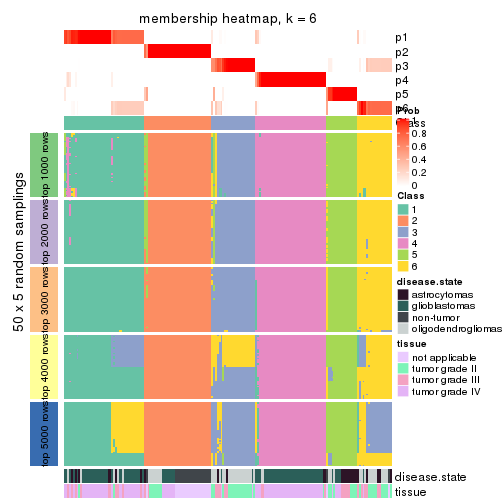 membership heatmap, k = 6
p1
p2
p3
p4
p5
p6
Prob
Class
1
0.8
0.6
0.4
0.2
0
Class
1
2
3
4
5
6
disease.state
astrocytomas
glioblastomas
non-tumor
oligodendrogliomas
tissue
not applicable
tumor grade II
tumor grade III
tumor grade IV
50 x 5 random samplings
top 1000 rows
top 2000 rows
top 3000 rows
top 4000 rows
top 5000 rows
disease.state
tissue